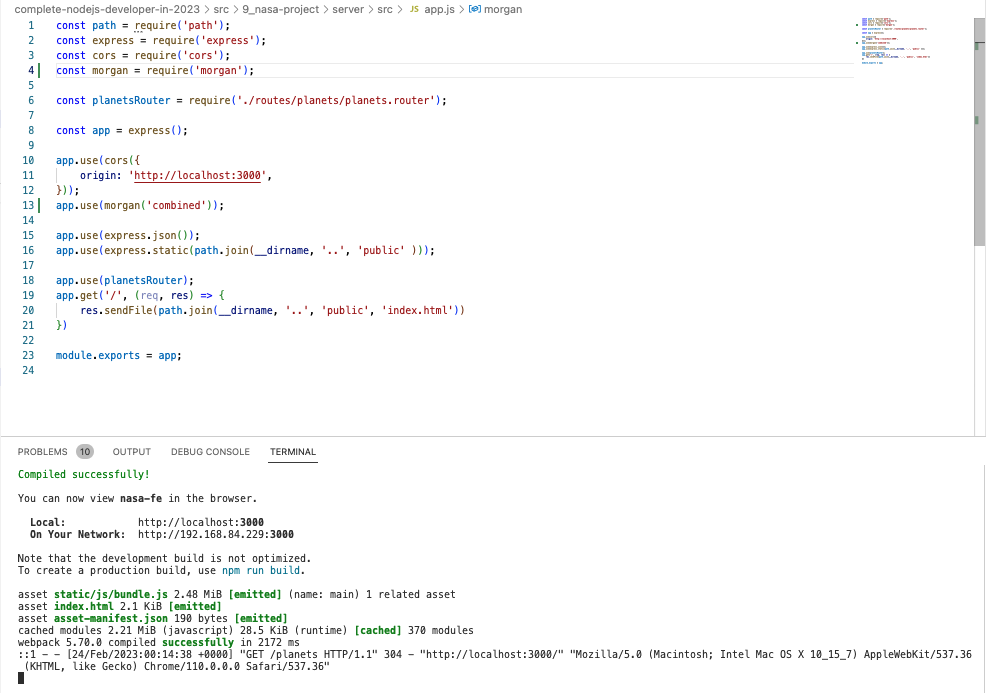 complete-nodejs-developer-in-2023 > src > 9_nasa-project > server > src > JS app.js > morgan
1 const path = require('path');
2 const express = require('express');
3 const cors = require('cors');
4 const morgan = require('morgan');
5
6 const planetsRouter = require('./routes/planets/planets.router');
7
8 const app = express();
9
10 app.use(cors({
11 origin: 'http://localhost:3000',
12 }));
13 app.use(morgan('combined'));
14
15 app.use(express.json());
16 app.use(express.static(path.join(__dirname, '..', 'public' )));
17
18 app.use(planetsRouter);
19 app.get('/', (req, res) => {
20 res.sendFile(path.join(__dirname, '..', 'public', 'index.html'))
21 })
22
23 module.exports = app;
24
PROBLEMS 10 OUTPUT DEBUG CONSOLE TERMINAL
Compiled successfully!
You can now view nasa-fe in the browser.
Local: http://localhost:3000
On Your Network: http://192.168.84.229:3000
Note that the development build is not optimized.
To create a production build, use npm run build.
asset static/js/bundle.js 2.48 MiB [emitted] (name: main) 1 related asset
asset index.html 2.1 KiB [emitted]
asset asset-manifest.json 190 bytes [emitted]
cached modules 2.21 MiB (javascript) 28.5 KiB (runtime) [cached] 370 modules
webpack 5.70.0 compiled successfully in 2172 ms
::1 - - [24/Feb/2023:00:14:38 +0000] "GET /planets HTTP/1.1" 304 - "http://localhost:3000/" "Mozilla/5.0 (Macintosh; Intel Mac OS X 10_15_7) AppleWebKit/537.36
(KHTML, like Gecko) Chrome/110.0.0.0 Safari/537.36"